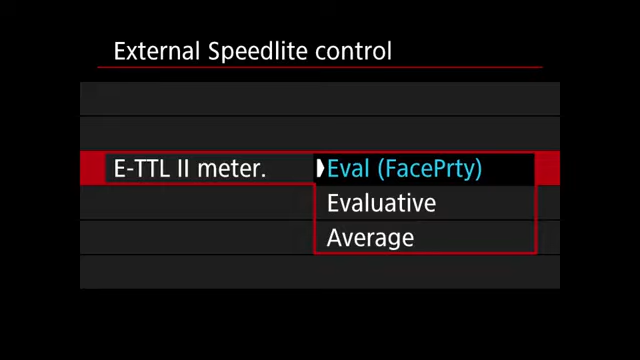 External Speedlite control
E-TTL II meter. Eval (FacePrty)
Evaluative
Average